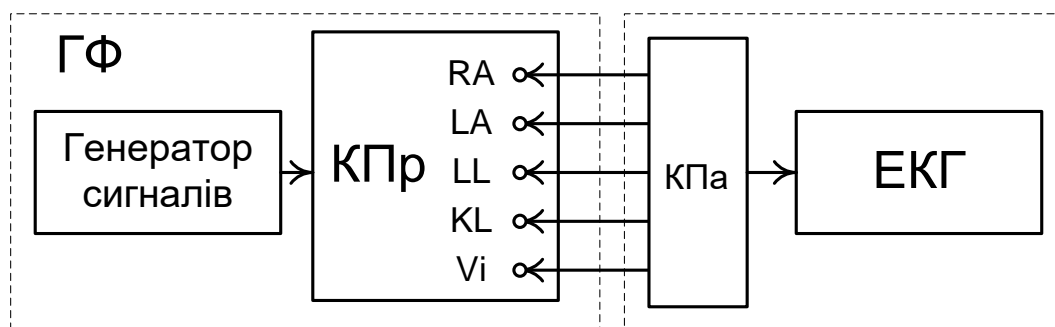 ГФ
Генератор
сигналів
КПр
RA
LA
LL
KL
Vi
КПа
ЕКГ